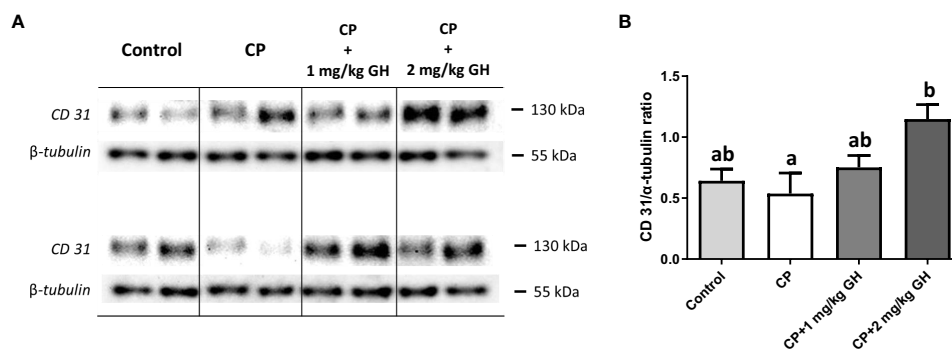 A
Control
CP
CP
+
1 mg/kg GH
CP
+
2 mg/kg GH
CD 31
130 kDa
β-tubulin
55 kDa
CD 31
130 kDa
β-tubulin
55 kDa
B
CD 31/α-tubulin ratio
1.5
1.0
0.5
0.0
ab
a
ab
b
Control
CP
CP+1 mg/kg GH
CP+2 mg/kg GH